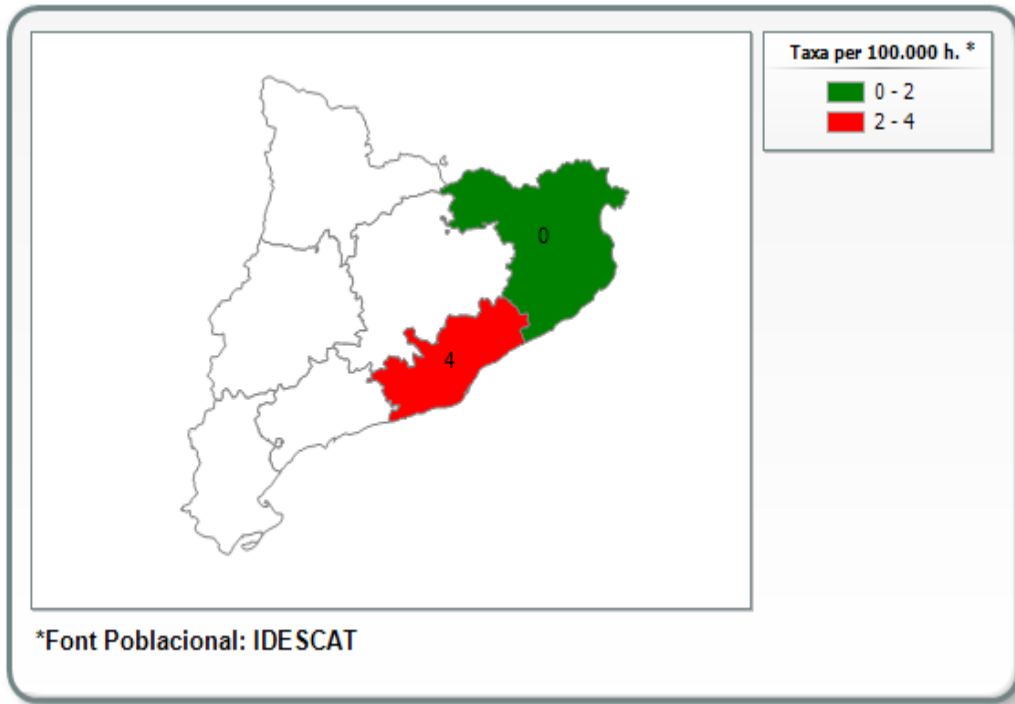 Taxa per 100.000 h. *
0 - 2
2 - 4
0
4
*Font Poblacional: IDESCAT